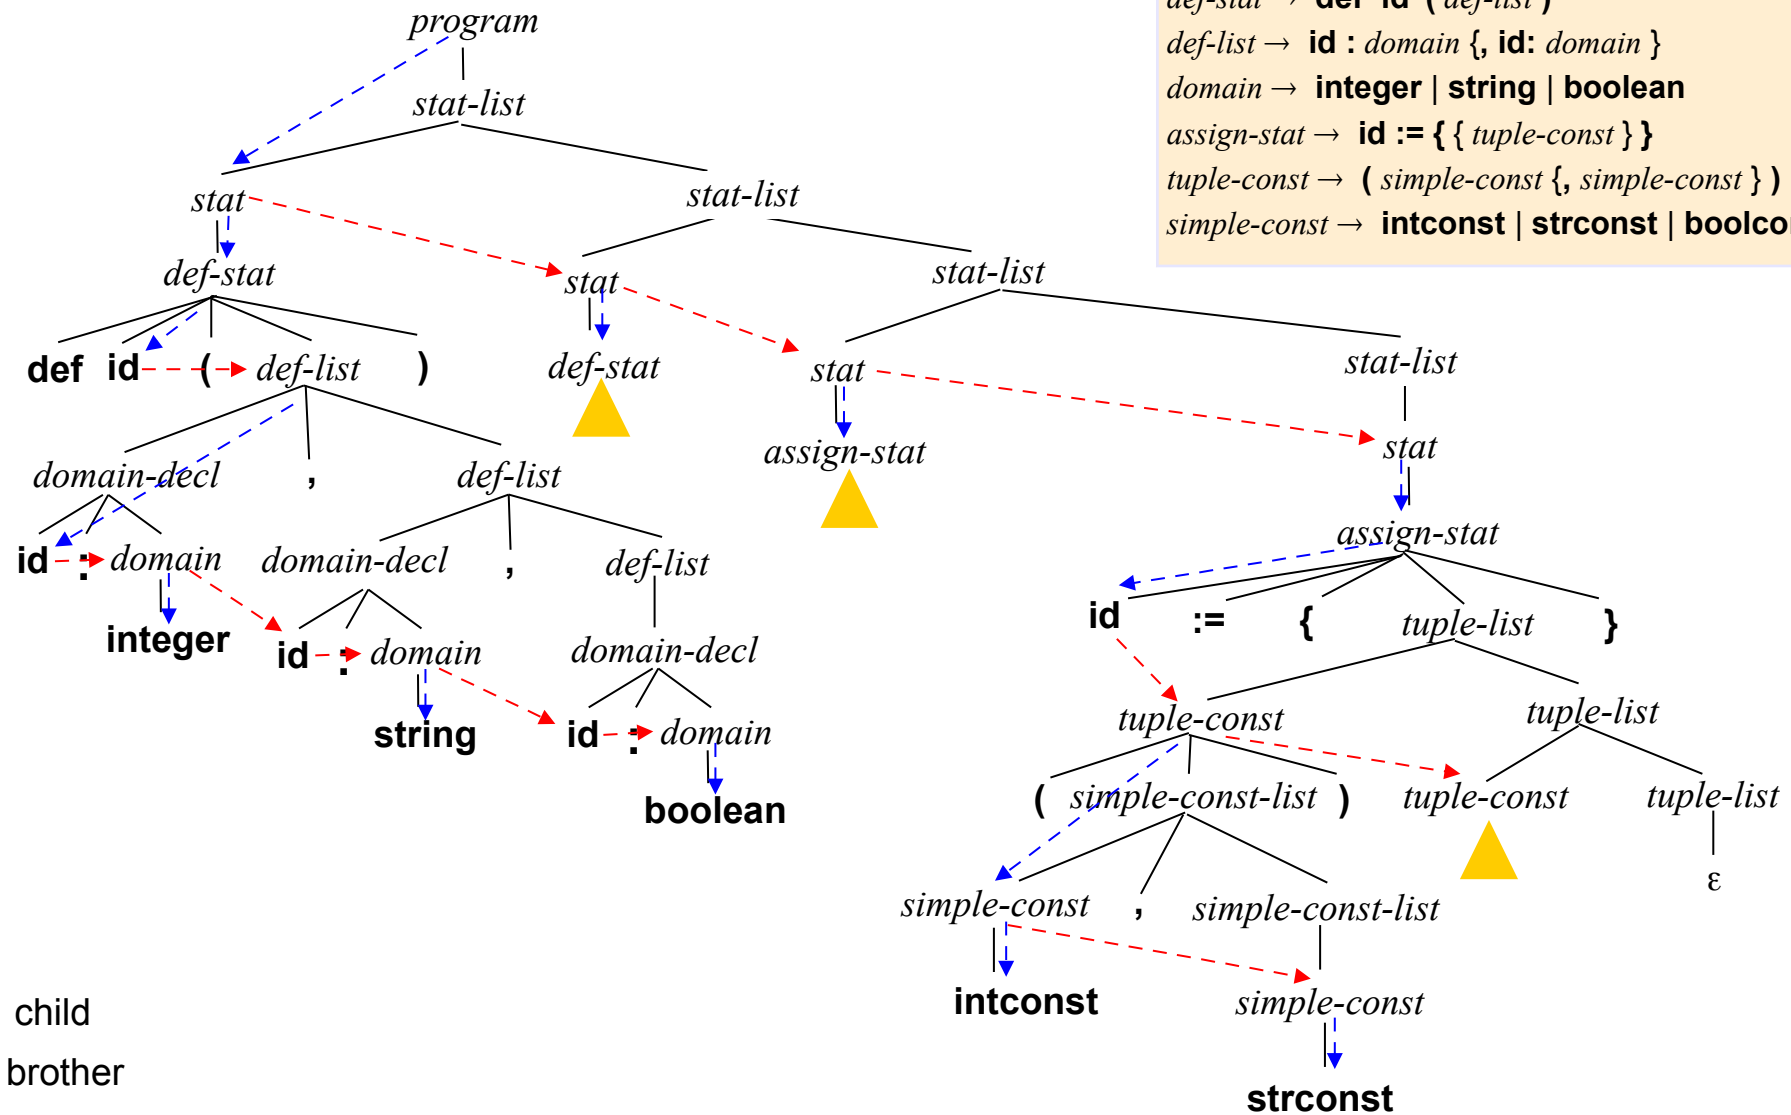 program
def-stat → def id ( def-list )
def-list → id : domain {, id: domain }
domain → integer | string | boolean
assign-stat → id := { { tuple-const } }
tuple-const → ( simple-const {, simple-const } )
simple-const → intconst | strconst |
stat-list
stat stat-list
def-stat stat stat-list
def id ( def-list ) def-stat stat stat-list
domain-decl , def-list assign-stat stat
id : domain domain-decl , def-list assign-stat
integer id : domain domain-decl id := { tuple-list }
string id : domain tuple-const tuple-list
boolean ( simple-const-list ) tuple-const tuple-list
simple-const , simple-const-list ε
intconst simple-const
child
brother
strconst